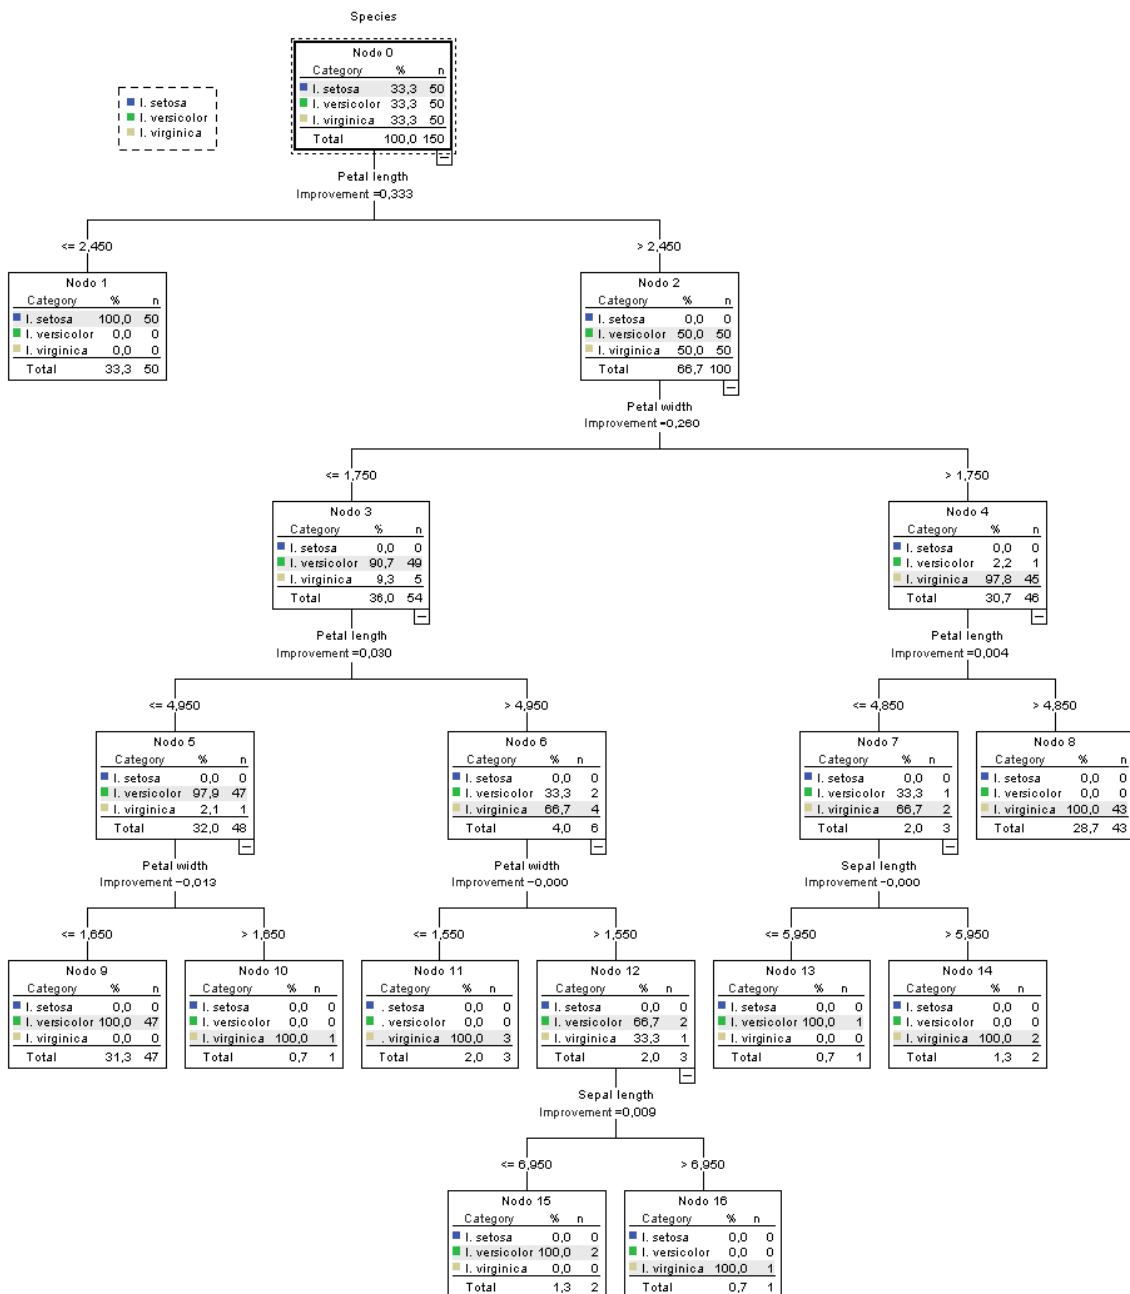 Species
Nodo 0
Category % n
I. setosa 33,3 50
I. versicolor 33,3 50
I. virginica 33,3 50
Total 100,0 150
I. setosa
I. versicolor
I. virginica
Petal length
Improvement =0,333
<= 2,450
> 2,450
Nodo 1
Category % n
I. setosa 100,0 50
I. versicolor 0,0 0
I. virginica 0,0 0
Total 33,3 50
Nodo 2
Category % n
I. setosa 0,0 0
I. versicolor 50,0 50
I. virginica 50,0 50
Total 66,7 100
Petal width
Improvement =0,260
<= 1,750
> 1,750
Nodo 3
Category % n
I. setosa 0,0 0
I. versicolor 90,7 49
I. virginica 9,3 5
Total 36,0 54
Nodo 4
Category % n
I. setosa 0,0 0
I. versicolor 2,2 1
I. virginica 97,8 45
Total 30,7 46
Petal length
Improvement =0,030
Petal length
Improvement =0,004
<= 4,950
> 4,950
<= 4,850
> 4,850
Nodo 5
Category % n
I. setosa 0,0 0
I. versicolor 97,9 47
I. virginica 2,1 1
Total 32,0 48
Nodo 6
Category % n
I. setosa 0,0 0
I. versicolor 33,3 2
I. virginica 66,7 4
Total 4,0 6
Nodo 7
Category % n
I. setosa 0,0 0
I. versicolor 33,3 1
I. virginica 66,7 2
Total 2,0 3
Nodo 8
Category % n
I. setosa 0,0 0
I. versicolor 0,0 0
I. virginica 100,0 43
Total 28,7 43
Petal width
Improvement =0,013
Petal width
Improvement =0,000
Sepal length
Improvement =0,000
<= 1,650
> 1,650
<= 1,550
> 1,550
<= 5,950
> 5,950
Nodo 9
Category % n
I. setosa 0,0 0
I. versicolor 100,0 47
I. virginica 0,0 0
Total 31,3 47
Nodo 10
Category % n
I. setosa 0,0 0
I. versicolor 0,0 0
I. virginica 100,0 1
Total 0,7 1
Nodo 11
Category % n
. setosa 0,0 0
. versicolor 0,0 0
. virginica 100,0 3
Total 2,0 3
Nodo 12
Category % n
I. setosa 0,0 0
I. versicolor 66,7 2
I. virginica 33,3 1
Total 2,0 3
Nodo 13
Category % n
I. setosa 0,0 0
I. versicolor 100,0 1
I. virginica 0,0 0
Total 0,7 1
Nodo 14
Category % n
I. setosa 0,0 0
I. versicolor 0,0 0
I. virginica 100,0 2
Total 1,3 2
Sepal length
Improvement =0,009
<= 6,950
> 6,950
Nodo 15
Category % n
I. setosa 0,0 0
I. versicolor 100,0 2
I. virginica 0,0 0
Total 1,3 2
Nodo 16
Category % n
I. setosa 0,0 0
I. versicolor 0,0 0
I. virginica 100,0 1
Total 0,7 1